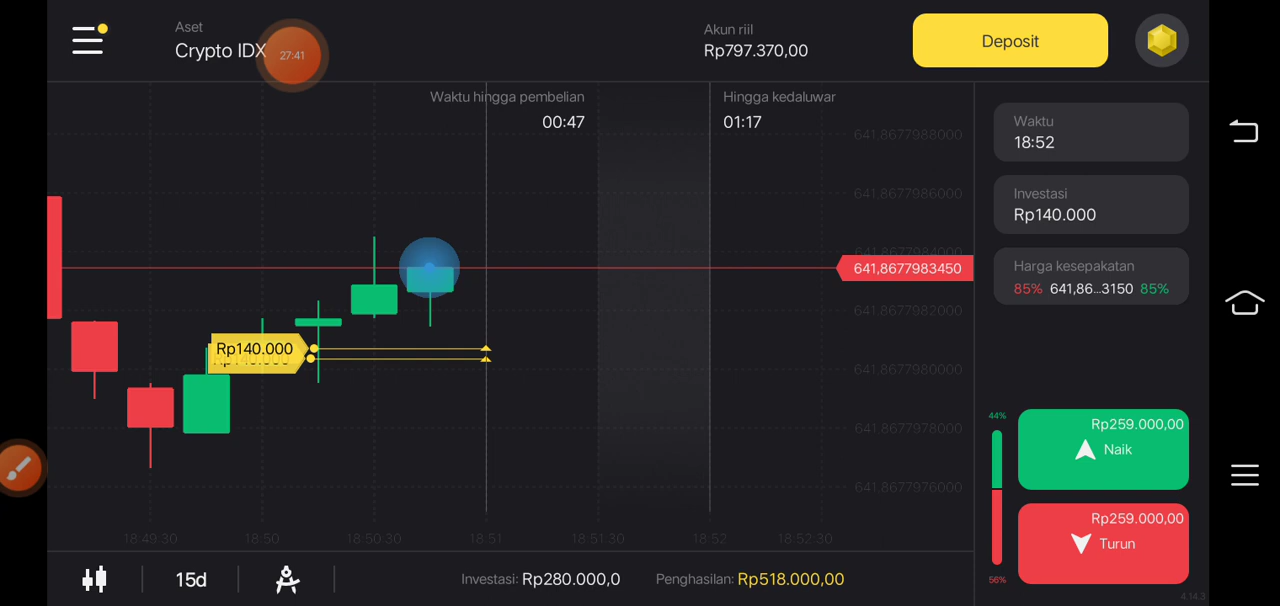 Aset
Crypto IDX
27:41
Akun riil
Rp797.370,00
Deposit
Waktu hingga pembelian
00:47
Hingga kedaluwar
01:17
641,8677988000
641,8677986000
641,8677984000
641,8677983450
641,8677982000
641,8677980000
641,8677978000
641,8677976000
Rp140.000
18:49:30
18:50
18:50:30
18:51
18:51:30
18:52
18:52:30
15d
Investasi: Rp280.000,0
Penghasilan: Rp518.000,00
Waktu
18:52
Investasi
Rp140.000
Harga kesepakatan
85% 641,86...3150 85%
44%
Rp259.000,00
Naik
Rp259.000,00
Turun
56%
4.14.3